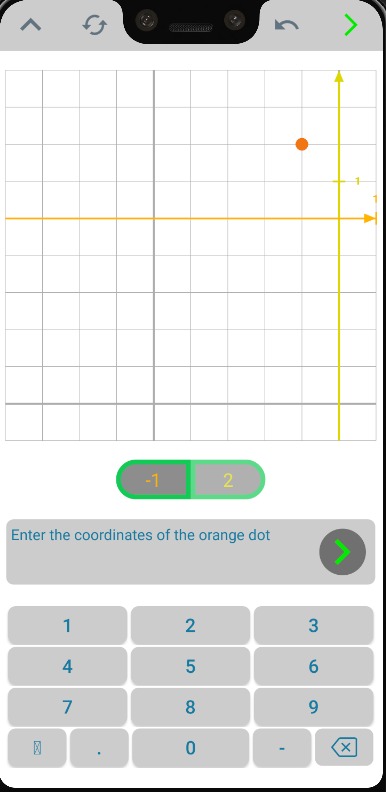 1
1
-1 2
Enter the coordinates of the orange dot
1 2 3
4 5 6
7 8 9
. 0 -